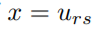 x = u_{rs}